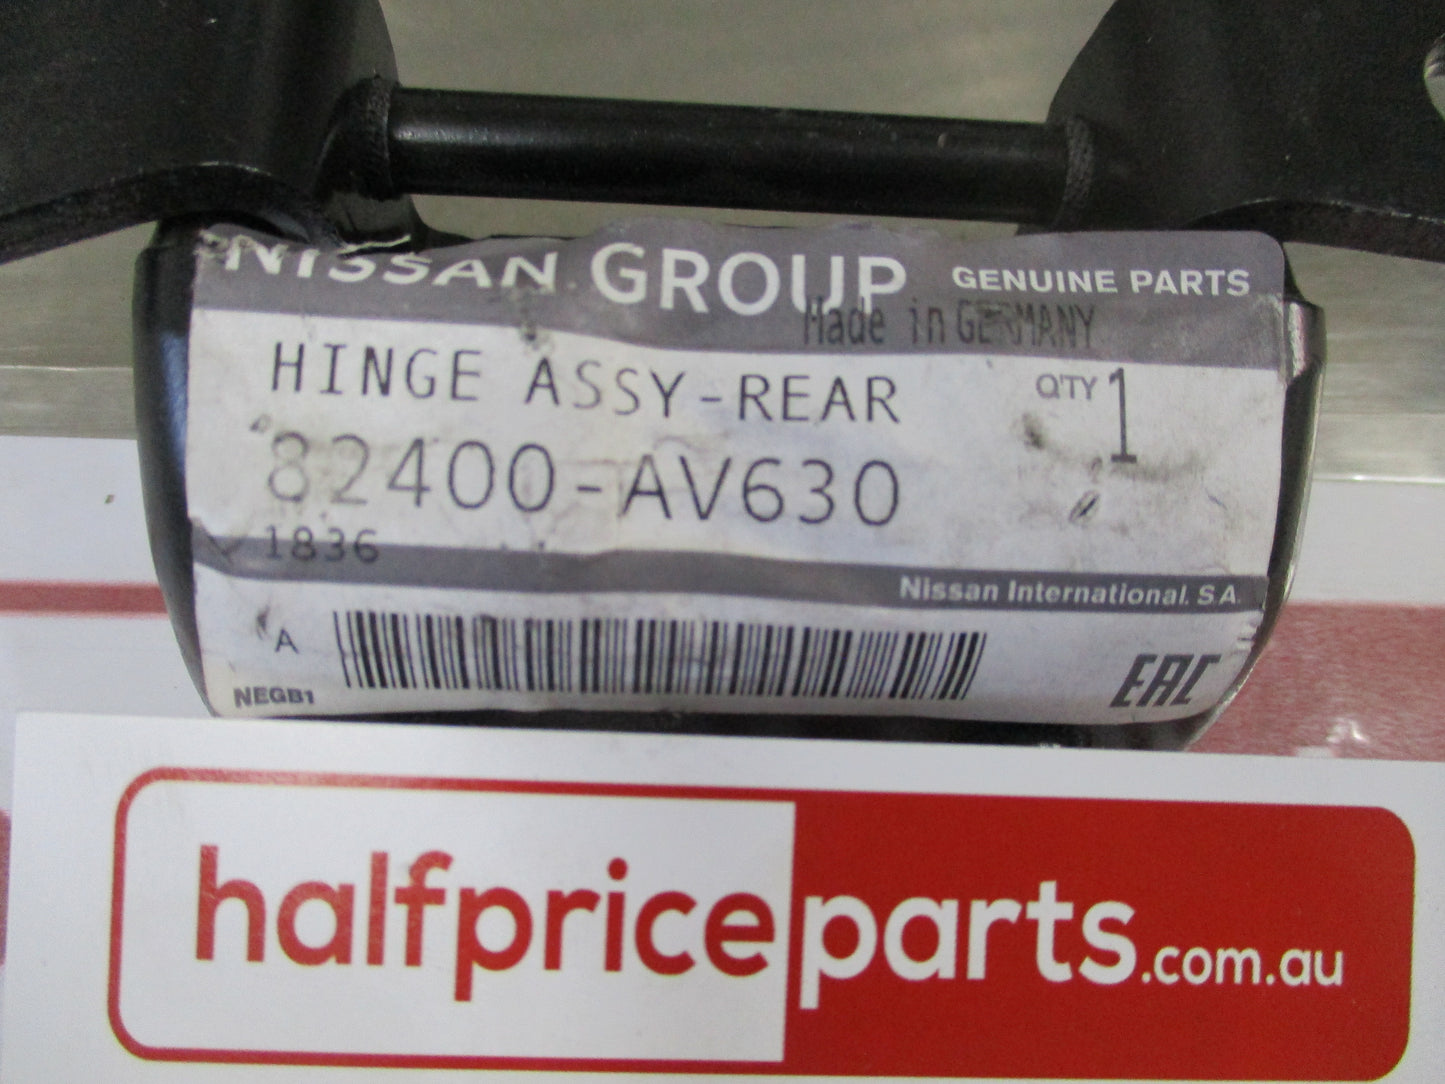 NISSAN GROUP GENUINE PARTS
Made in GERMANY
HINGE ASSY-REAR Q'TY 1
82400-AV630
1836
Nissan International. S.A.
A
NEGB1
EAC
halfpriceparts.com.au